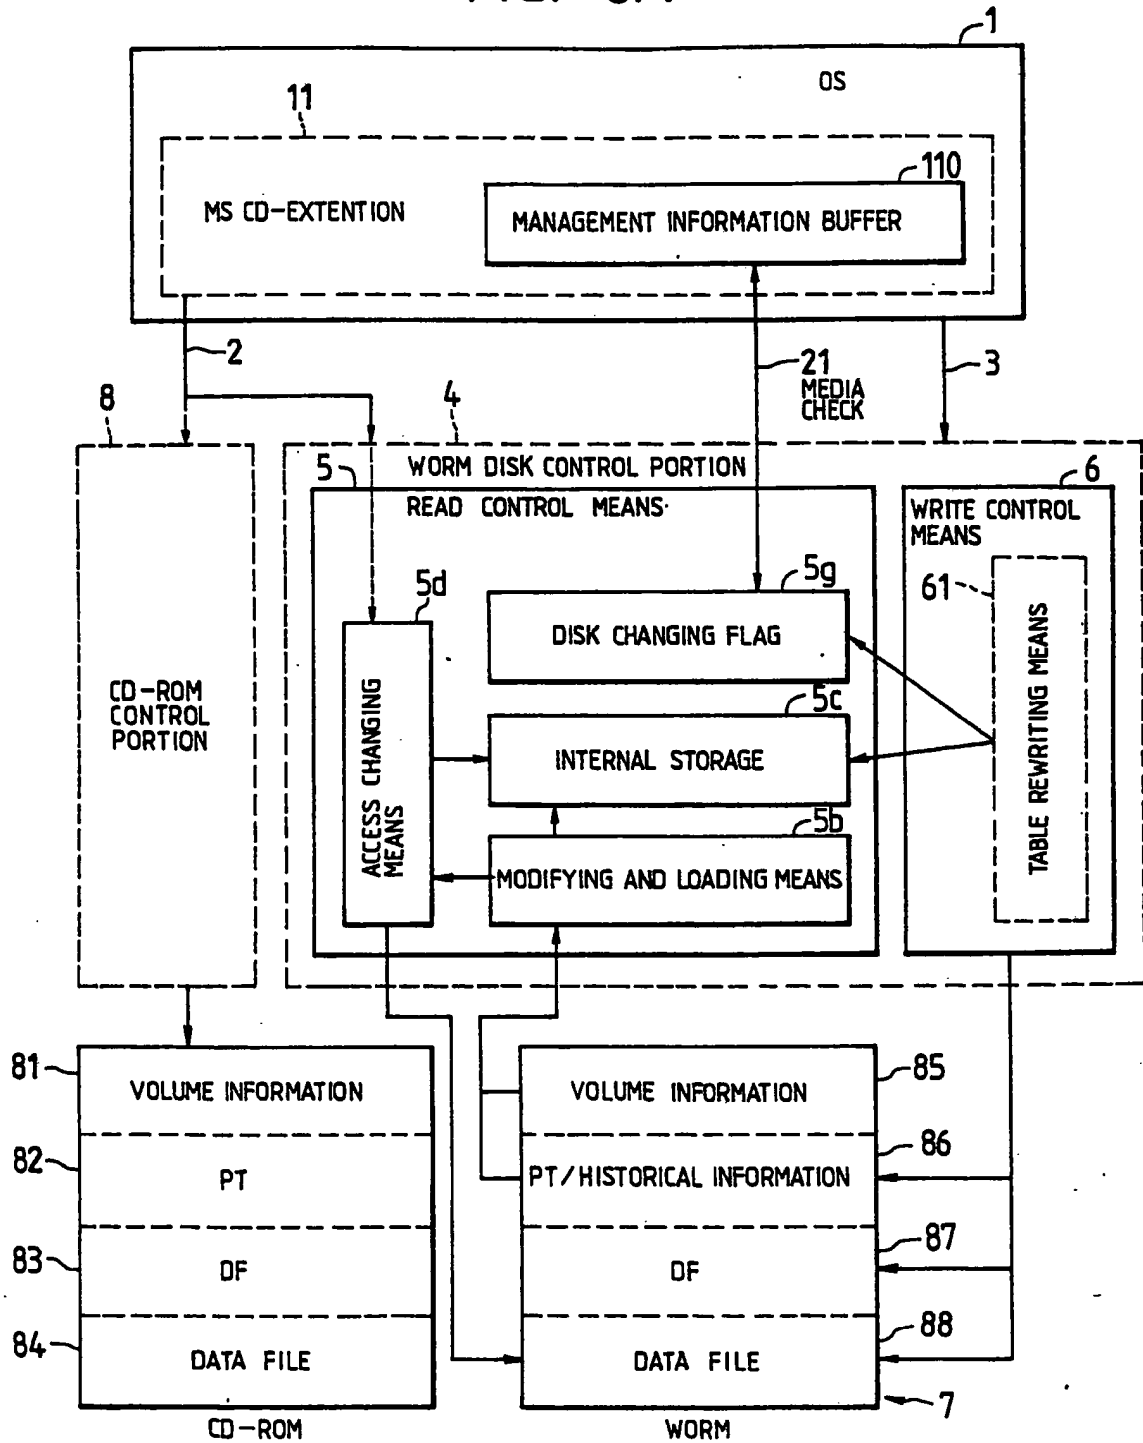 1
OS
11
110
MS CD-EXTENTION
MANAGEMENT INFORMATION BUFFER
2
21
MEDIA
CHECK
3
8
4
WORM DISK CONTROL PORTION
5
READ CONTROL MEANS
6
WRITE CONTROL
MEANS
5d
5g
61
DISK CHANGING FLAG
CD-ROM
CONTROL
PORTION
ACCESS CHANGING
MEANS
5c
INTERNAL STORAGE
TABLE REWRITING MEANS
5b
MODIFYING AND LOADING MEANS
81
VOLUME INFORMATION
VOLUME INFORMATION
85
82
PT
PT/HISTORICAL INFORMATION
86
83
DF
DF
87
84
DATA FILE
DATA FILE
88
7
CD-ROM
WORM